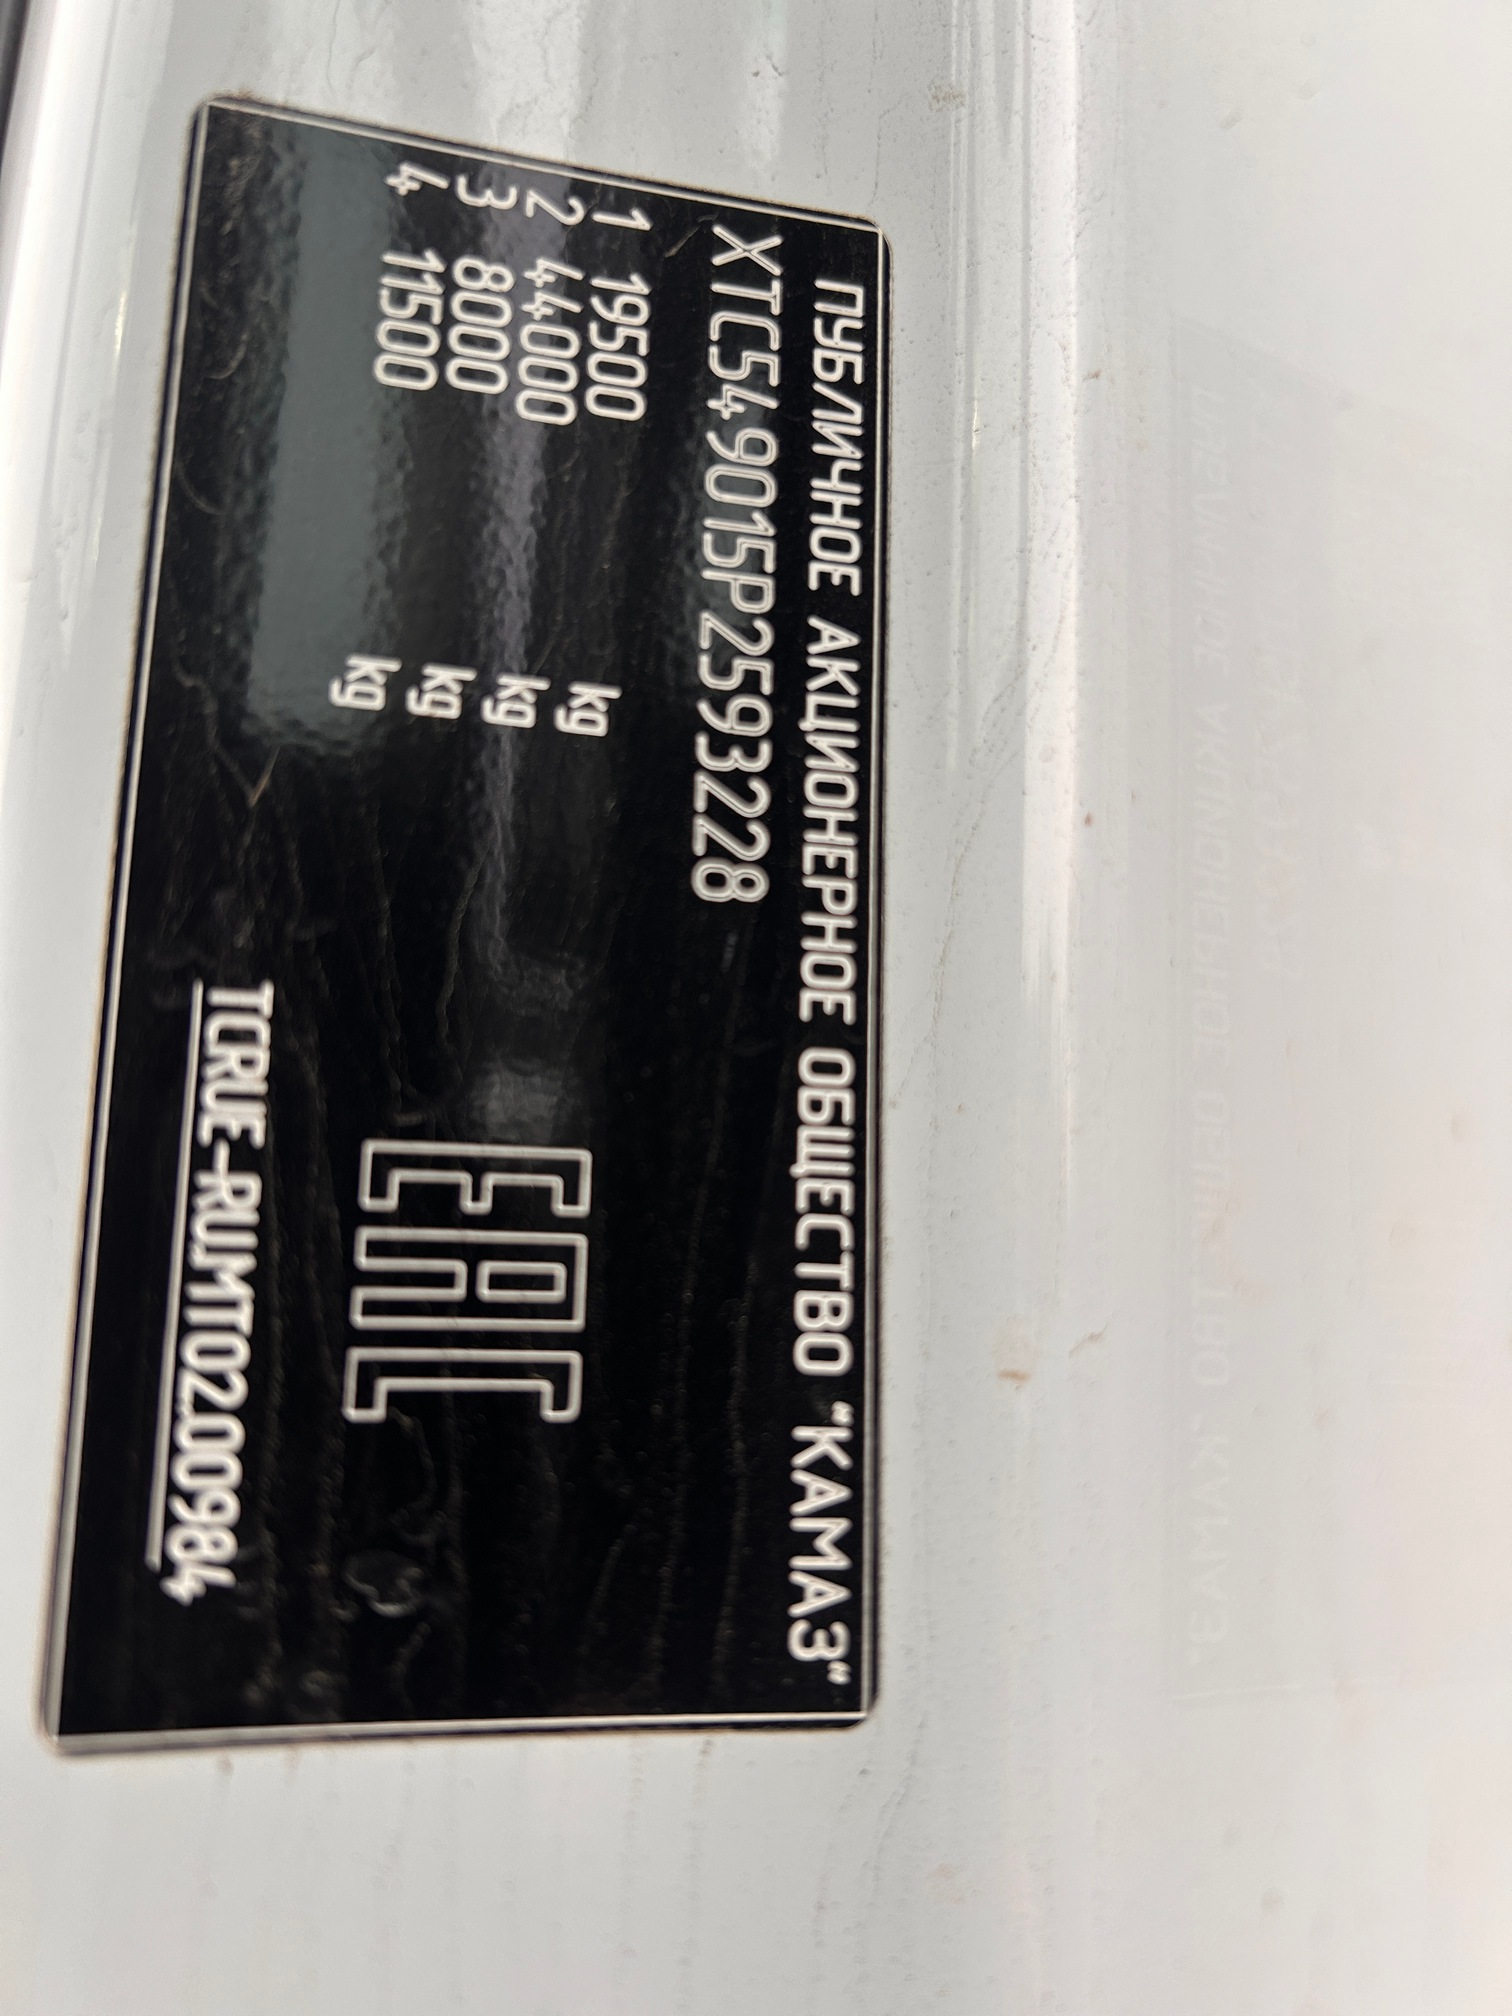 ПУБЛИЧНОЕ АКЦИОНЕРНОЕ ОБЩЕСТВО "КАМАЗ"
XTC549015P2593228
1 19500 kg
2 44000 kg
3 8000 kg
4 11500 kg
EAC
TCRUE-RU.MT02.00984